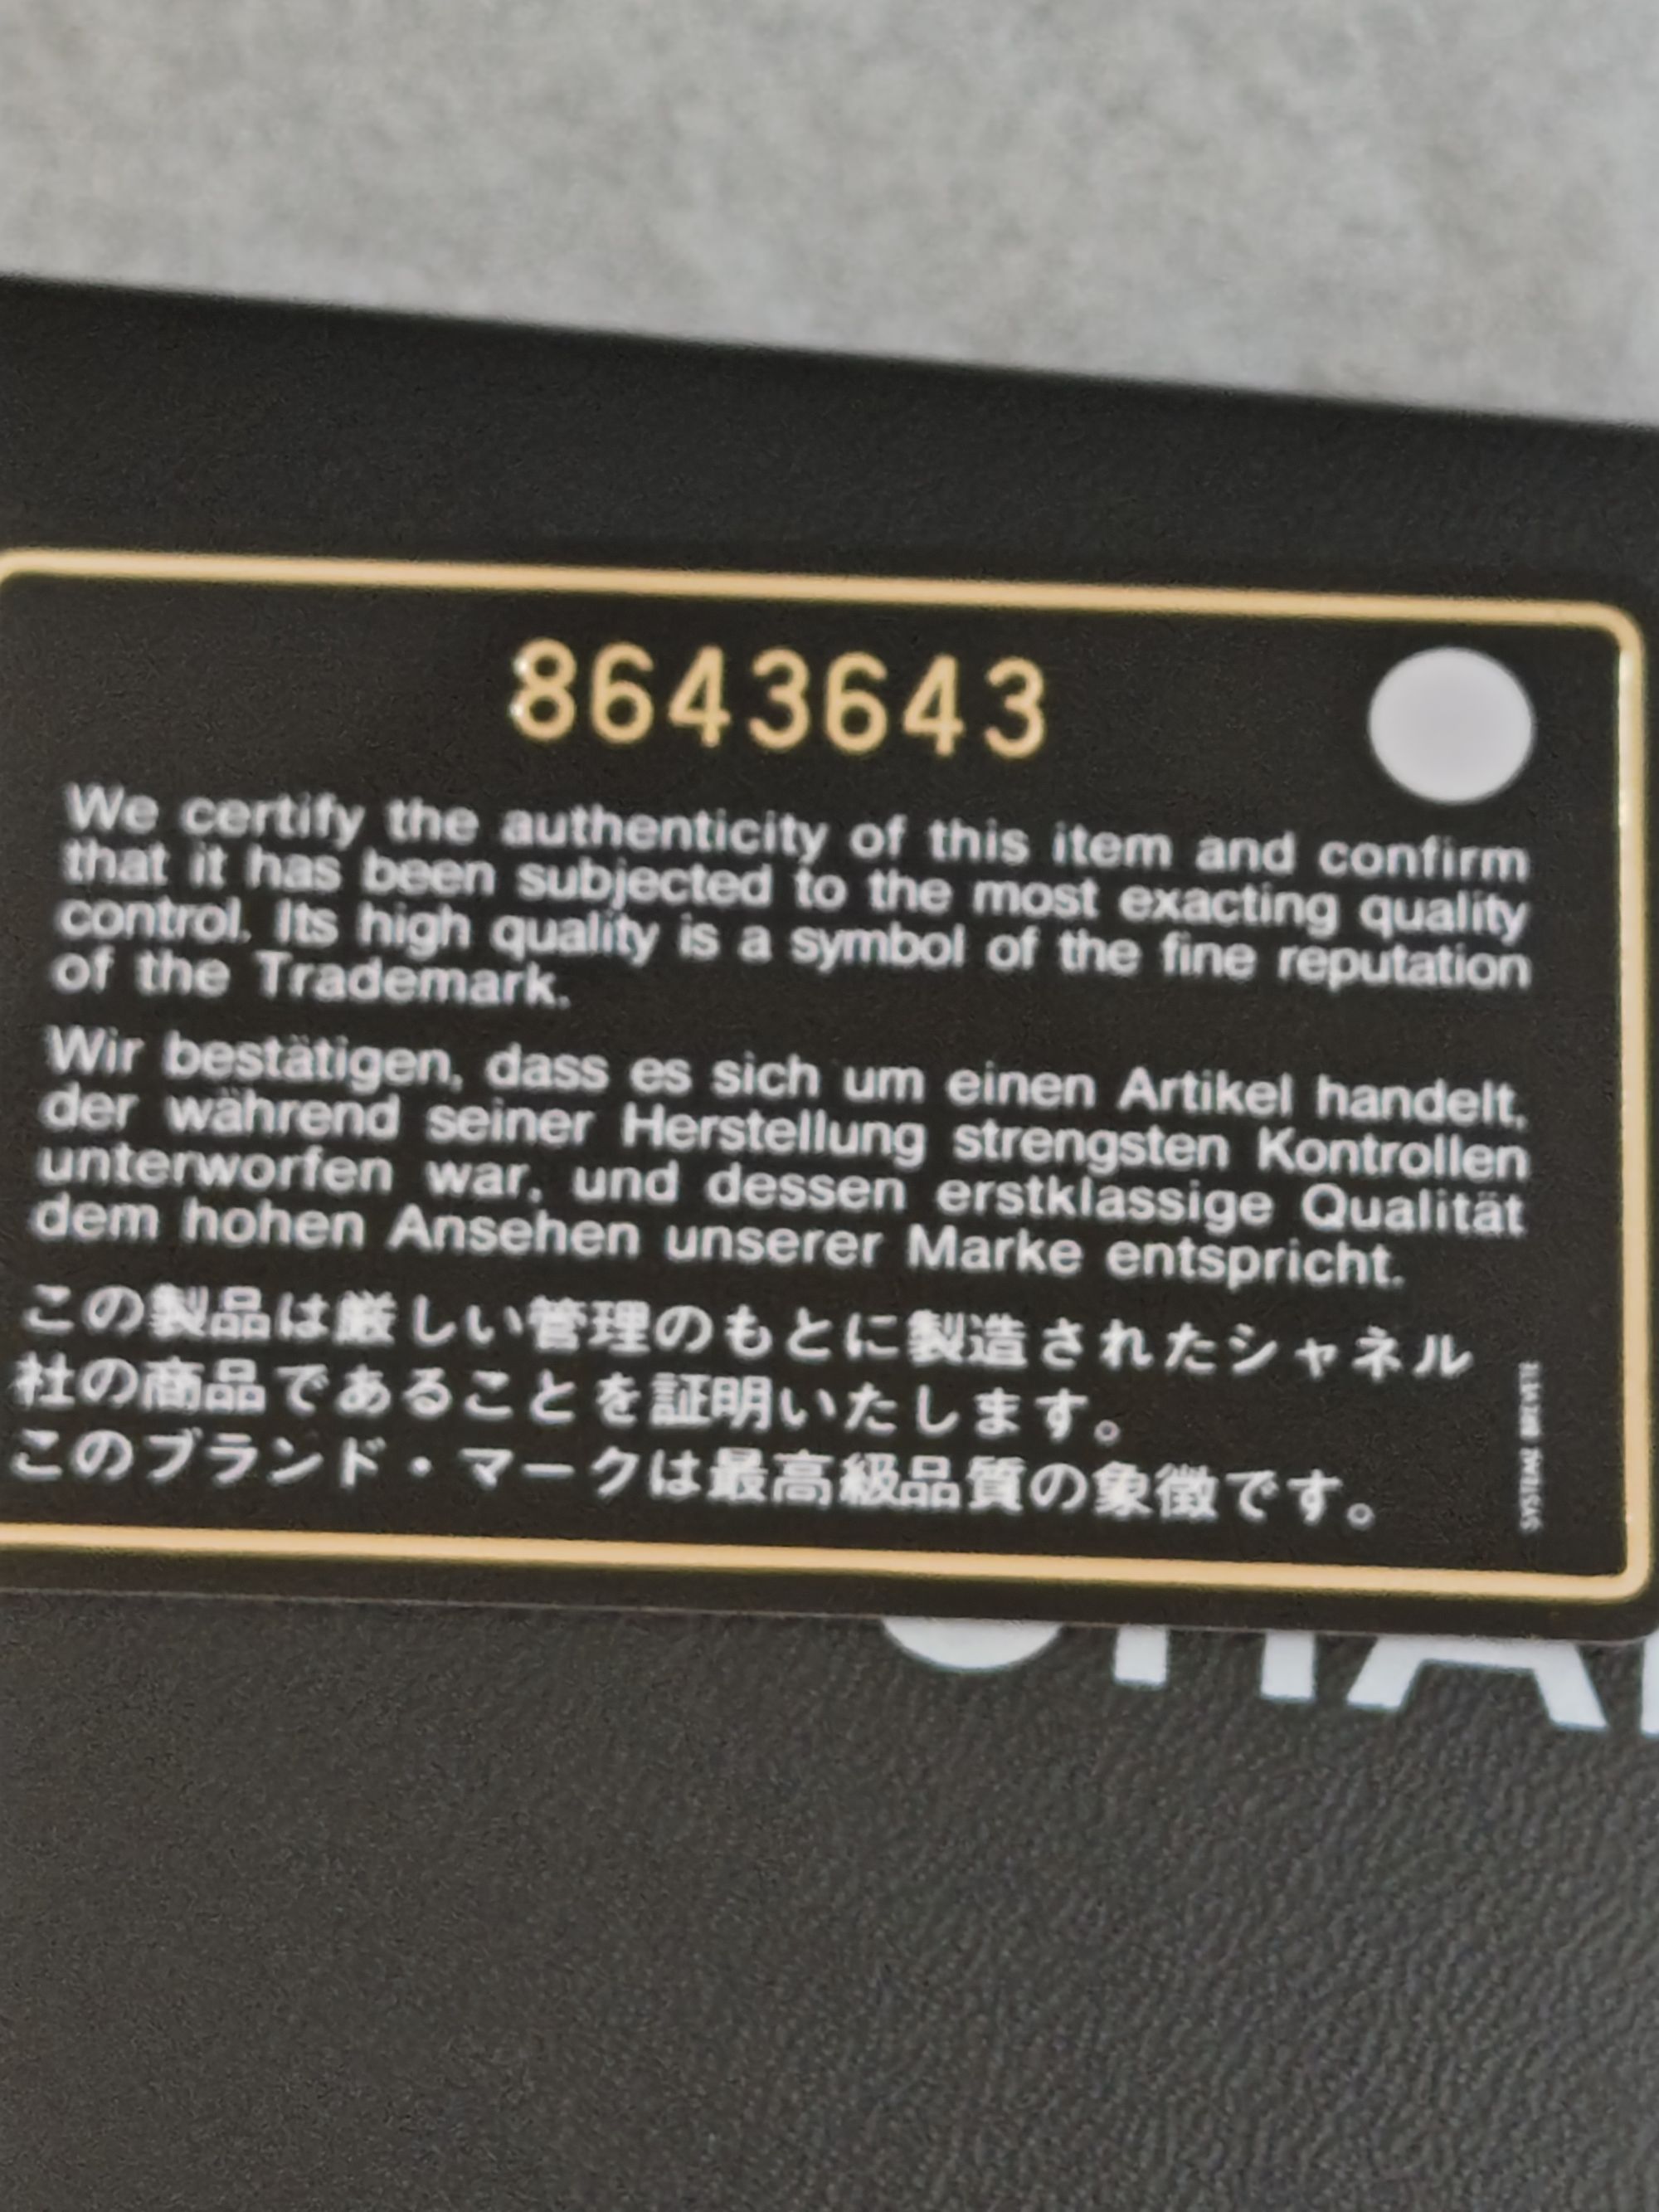 8643643
We certify the authenticity of this item and confirm
that it has been subjected to the most exacting quality
control. Its high quality is a symbol of the fine reputation
of the Trademark.
Wir bestätigen, dass es sich um einen Artikel handelt,
der während seiner Herstellung strengsten Kontrollen
unterworfen war, und dessen erstklassige Qualität
dem hohen Ansehen unserer Marke entspricht.
この製品は厳しい管理のもとに製造されたシャネル
社の商品であることを証明いたします。
このブランド・マークは最高級品質の象徴です。
SYSTEME BREVETE
CHA